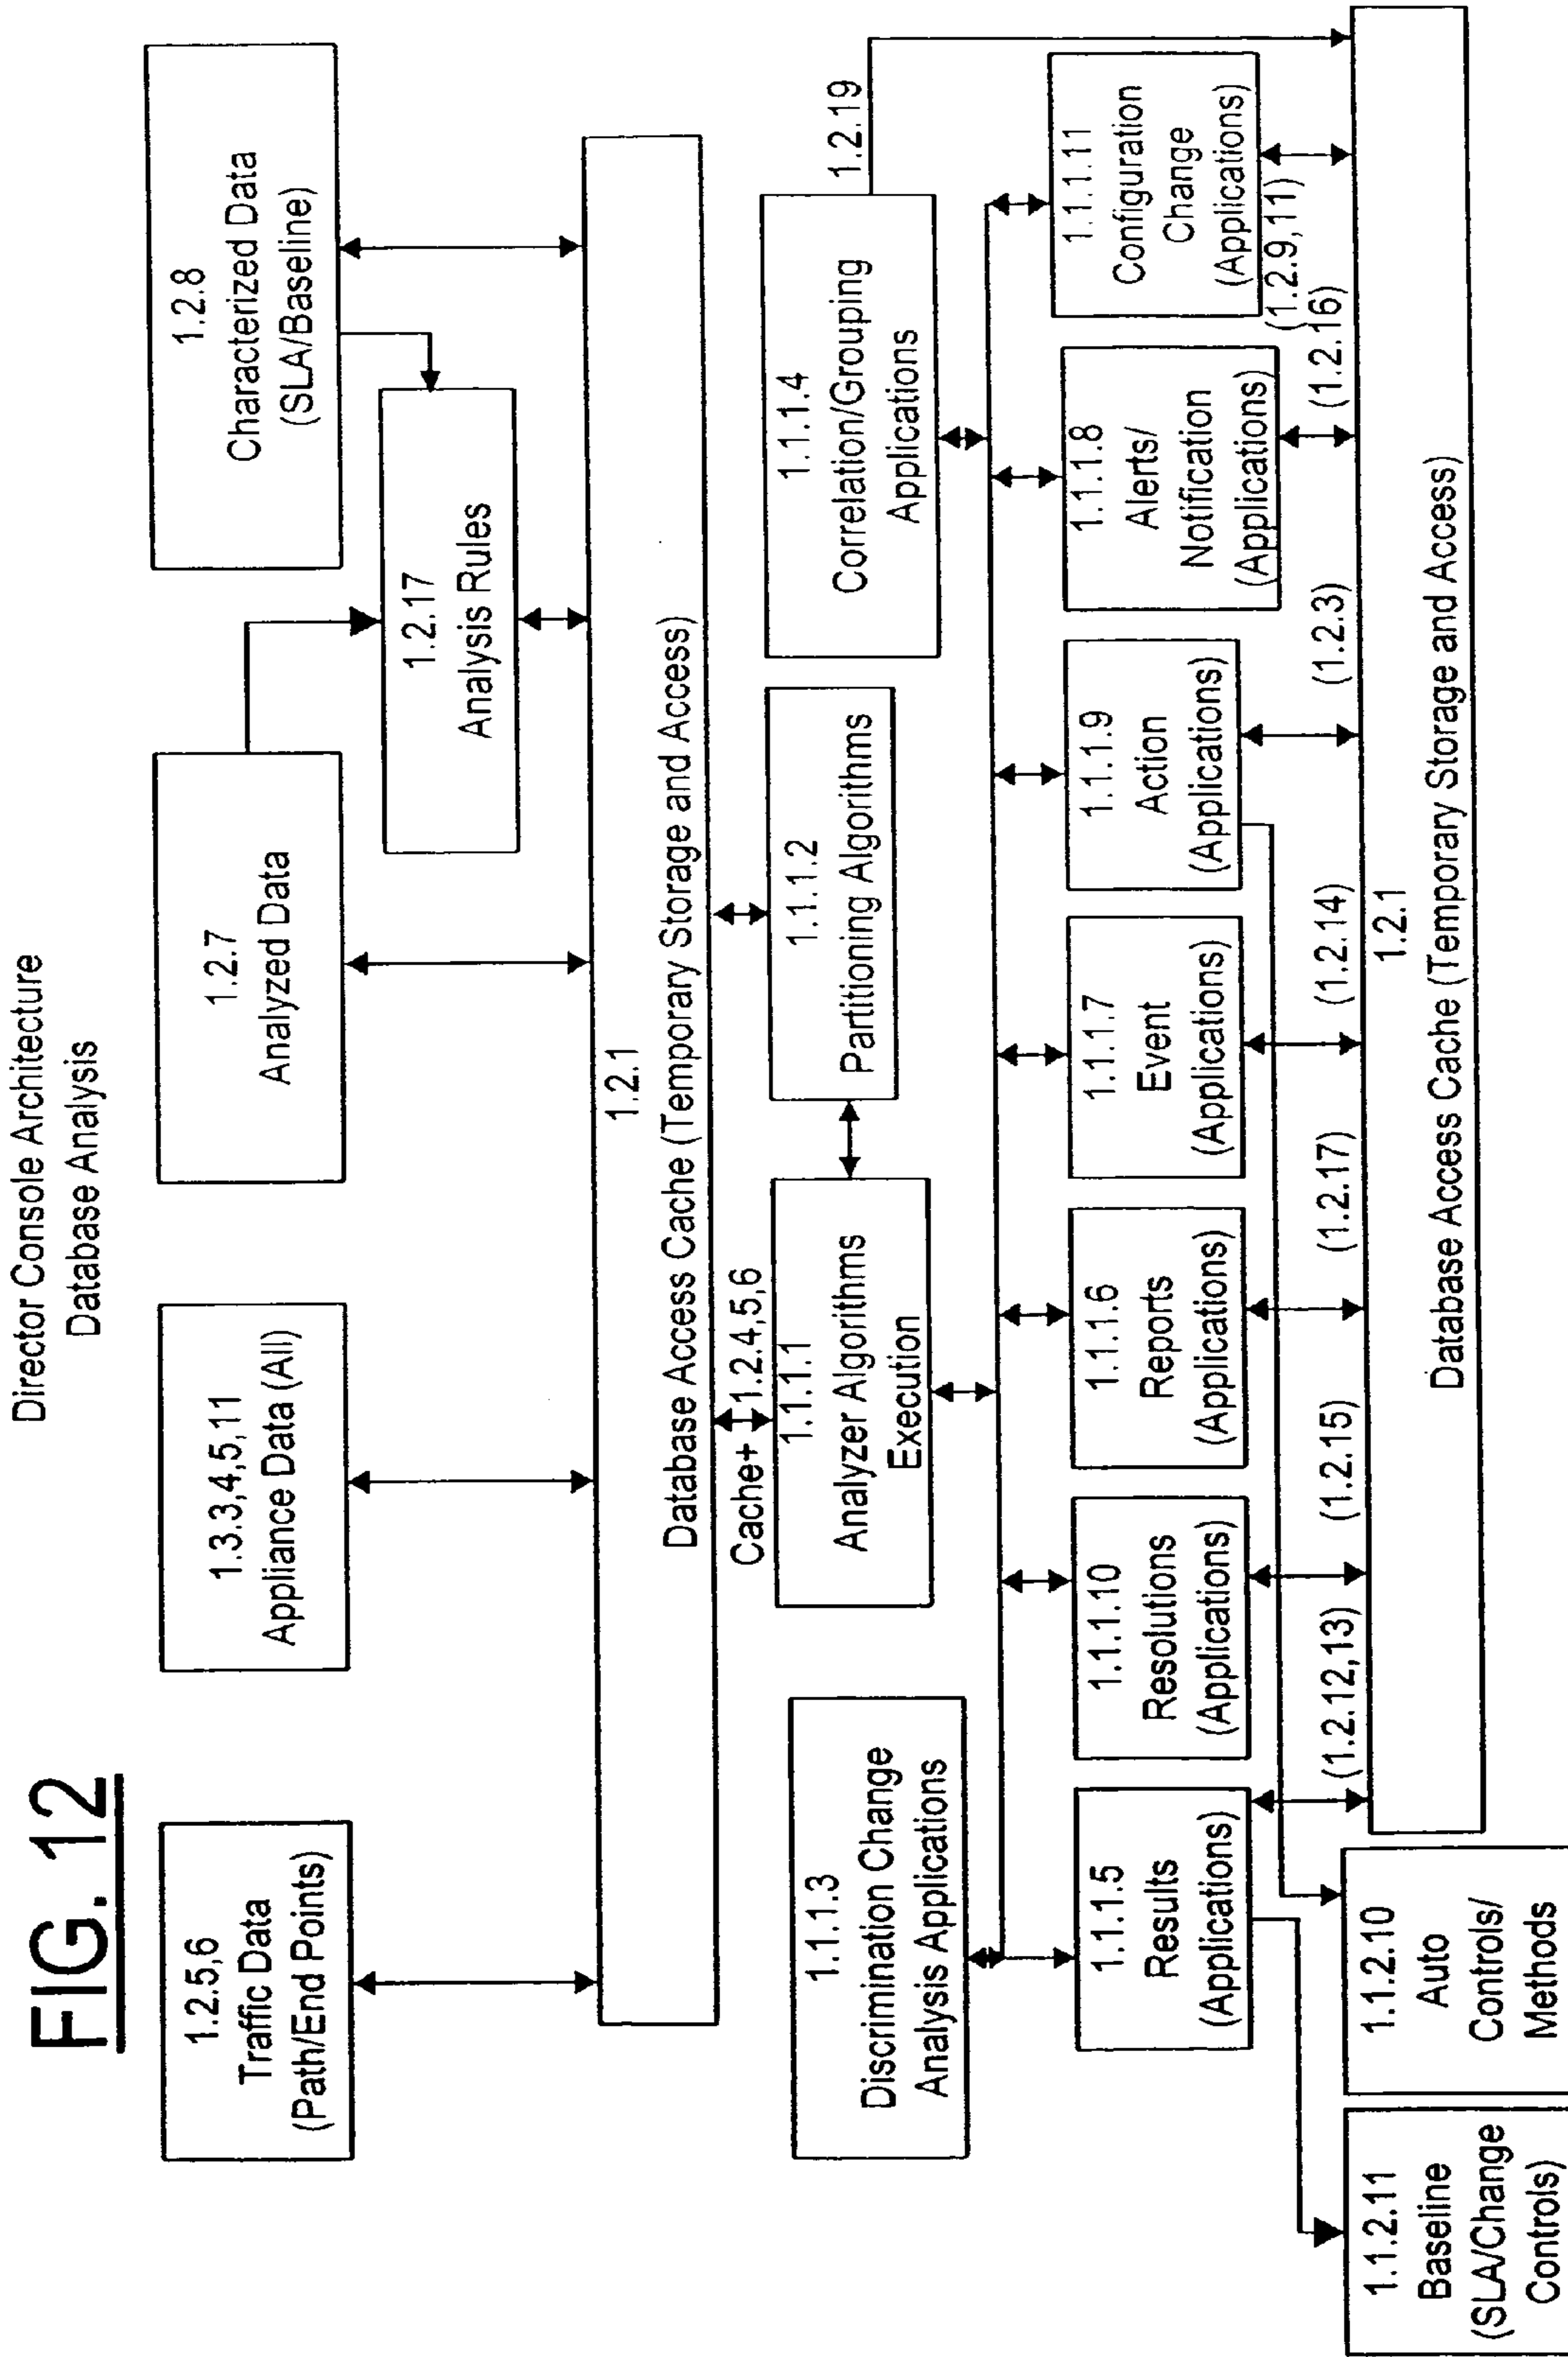 FIG. 12
Director Console Architecture
Database Analysis
1.2.5,6
Traffic Data
(Path/End Points)
1.3.3,4,5,11
Appliance Data (All)
1.2.7
Analyzed Data
1.2.8
Characterized Data
(SLA/Baseline)
1.2.17
Analysis Rules
1.2.1
Database Access Cache (Temporary Storage and Access)
Cache+ 1.2.4,5,6
1.1.1.3
Discrimination Change
Analysis Applications
1.1.1.1
Analyzer Algorithms
Execution
1.1.1.2
Partitioning Algorithms
1.1.1.4
Correlation/Grouping
Applications
1.2.19
1.1.1.5
Results
(Applications)
1.1.1.10
Resolutions
(Applications)
1.1.1.6
Reports
(Applications)
1.1.1.7
Event
(Applications)
1.1.1.9
Action
(Applications)
1.1.1.8
Alerts/
Notification
(Applications)
1.1.1.11
Configuration
Change
(Applications)
(1.2.12,13)
(1.2.15)
(1.2.17)
(1.2.14)
(1.2.3)
(1.2.16)
(1.2.9,11)
1.2.1
Database Access Cache (Temporary Storage and Access)
1.1.2.11
Baseline
(SLA/Change
Controls)
1.1.2.10
Auto
Controls/
Methods